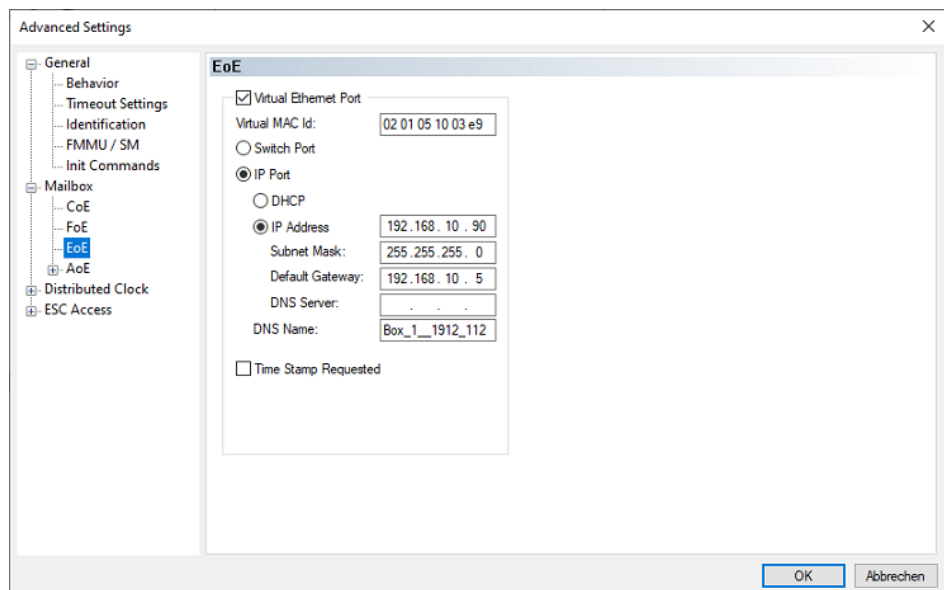 Advanced Settings
General
Behavior
Timeout Settings
Identification
FMMU / SM
Init Commands
Mailbox
CoE
FoE
EoE
AoE
Distributed Clock
ESC Access
EoE
Virtual Ethernet Port
Virtual MAC Id: 02 01 05 10 03 e9
Switch Port
IP Port
DHCP
IP Address 192 .168 . 10 . 90
Subnet Mask: 255 .255 .255 . 0
Default Gateway: 192 .168 . 10 . 5
DNS Server: . . .
DNS Name: Box_1__1912_112
Time Stamp Requested
OK Abbrechen